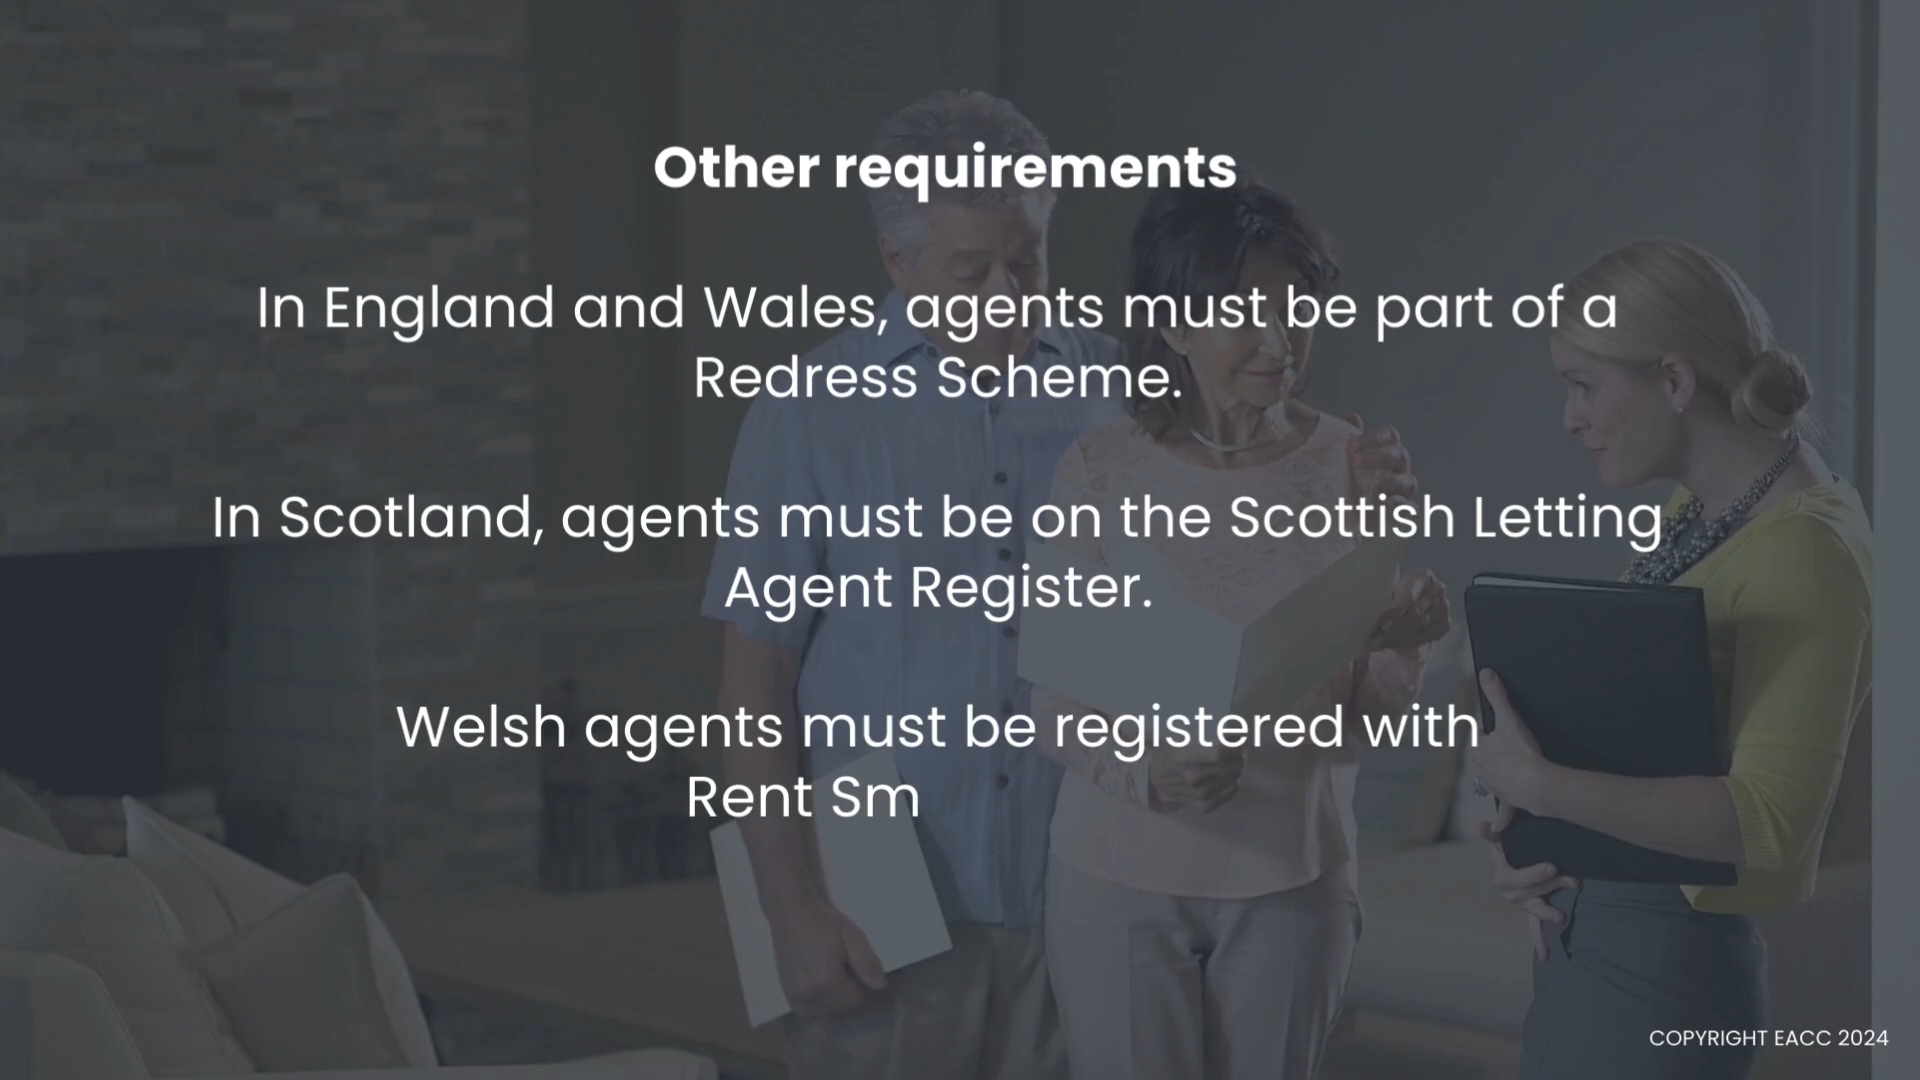 Other requirements
In England and Wales, agents must be part of a
Redress Scheme.
In Scotland, agents must be on the Scottish Letting
Agent Register.
Welsh agents must be registered with
Rent Sm
COPYRIGHT EACC 2024